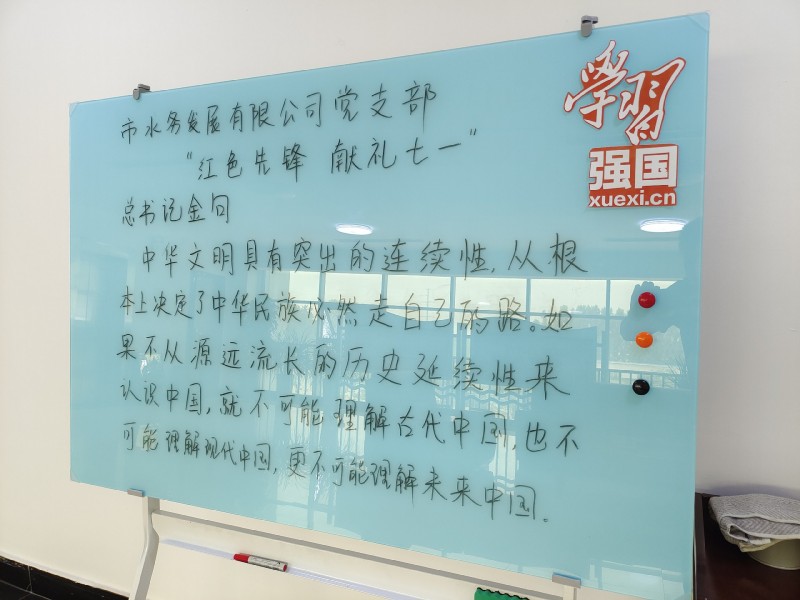 市水务发展有限公司党支部
"红色先锋 献礼七一"
总书记金句
中华文明具有突出的连续性,从根
本上决定了中华民族必然走自己的路。如
果不从源远流长的历史延续性来
认识中国,就不可能理解古代中国,也不
可能理解现代中国,更不可能理解未来中国。
学习
强国
xuexi.cn